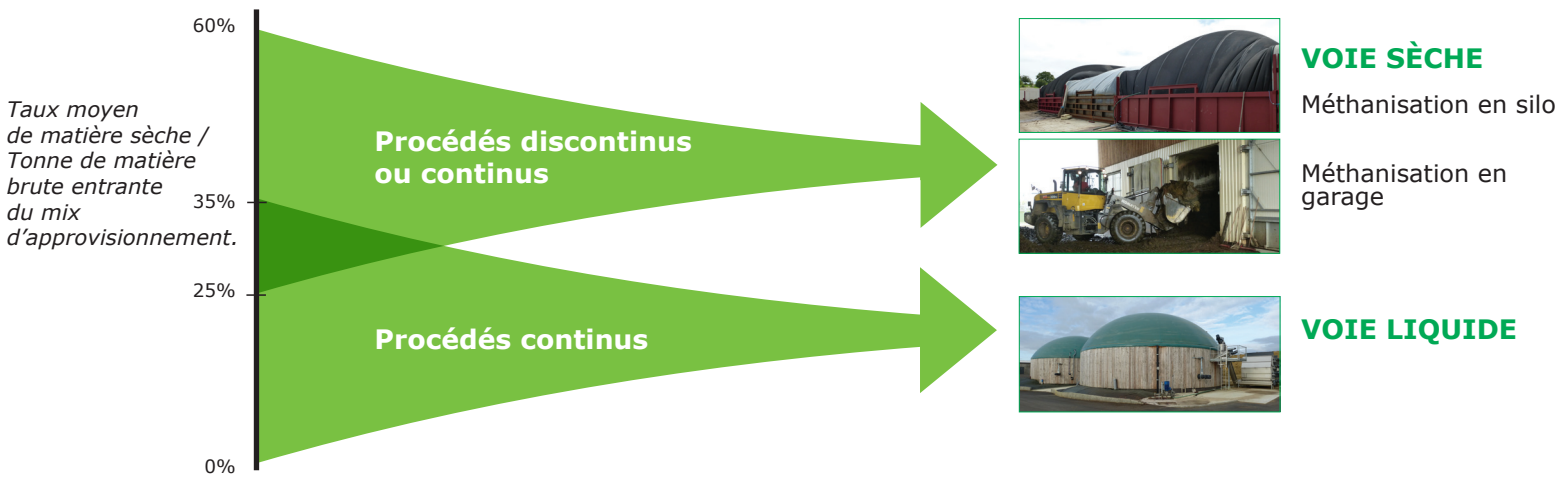 60%
Taux moyen
de matière sèche /
Tonne de matière
brute entrante
du mix
d’approvisionnement.
35%
25%
0%
Procédés discontinus
ou continus
Procédés continus
VOIE SÈCHE
Méthanisation en silo
Méthanisation en
garage
VOIE LIQUIDE